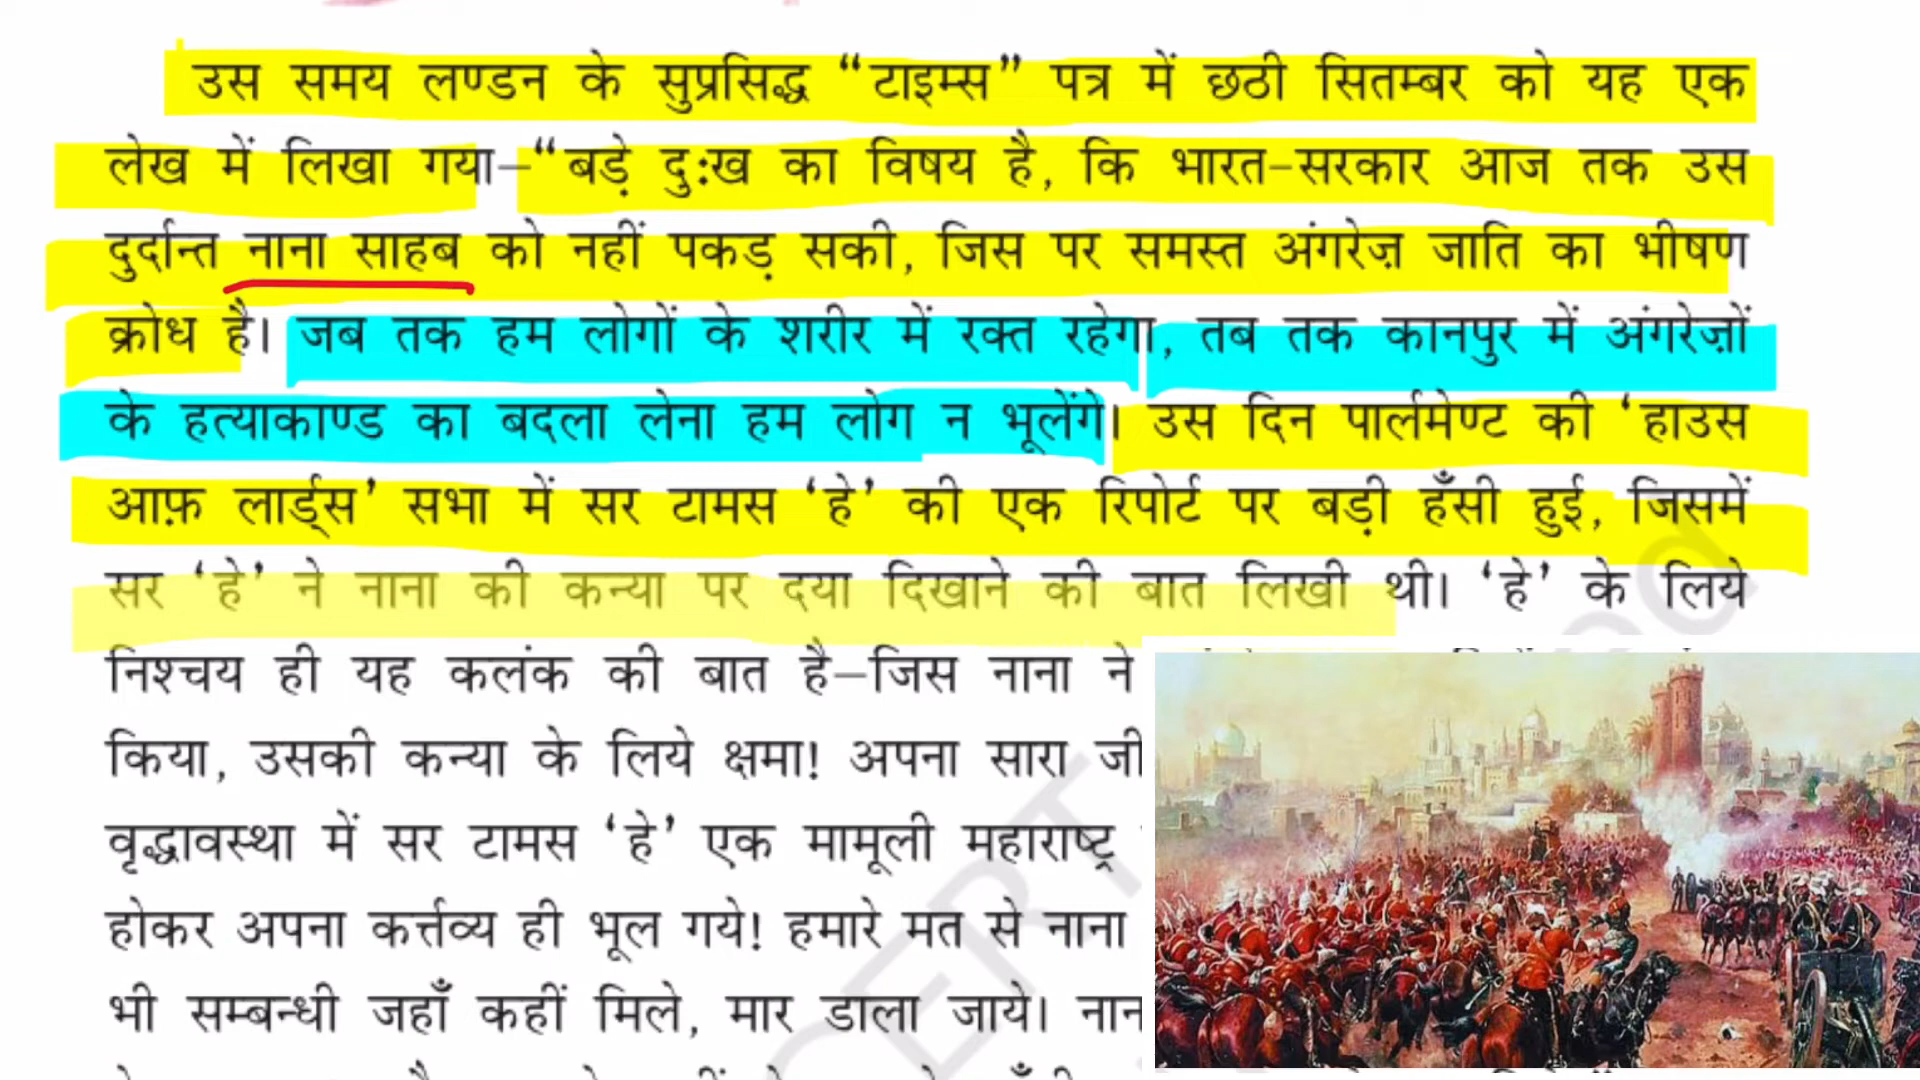 उस समय लण्डन के सुप्रसिद्ध “टाइम्स” पत्र में छठी सितम्बर को यह एक
लेख में लिखा गया–“बड़े दुःख का विषय है, कि भारत-सरकार आज तक उस
दुर्दान्त नाना साहब को नहीं पकड़ सकी, जिस पर समस्त अंगरेज़ जाति का भीषण
क्रोध है। जब तक हम लोगों के शरीर में रक्त रहेगा, तब तक कानपुर में अंगरेज़ों
के हत्याकाण्ड का बदला लेना हम लोग न भूलेंगे। उस दिन पार्लमेण्ट की ‘हाउस
आफ़ लार्ड्स’ सभा में सर टामस ‘हे’ की एक रिपोर्ट पर बड़ी हँसी हुई, जिसमें
सर ‘हे’ ने नाना की कन्या पर दया दिखाने की बात लिखी थी। ‘हे’ के लिये
निश्चय ही यह कलंक की बात है–जिस नाना ने
किया, उसकी कन्या के लिये क्षमा! अपना सारा
वृद्धावस्था में सर टामस ‘हे’ एक मामूली महाराष्ट्र
होकर अपना कर्त्तव्य ही भूल गये! हमारे मत से नाना
भी सम्बन्धी जहाँ कहीं मिले, मार डाला जाये।